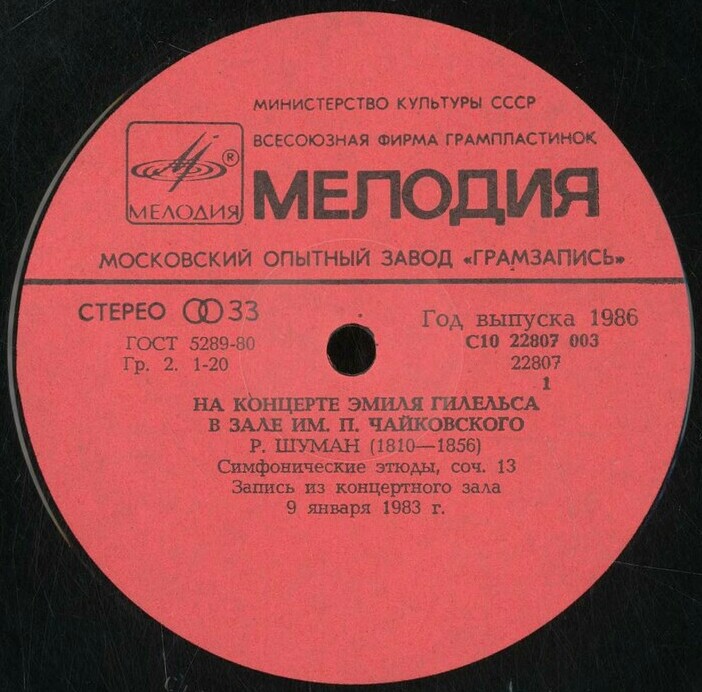 МИНИСТЕРСТВО КУЛЬТУРЫ СССР
ВСЕСОЮЗНАЯ ФИРМА ГРАМПЛАСТИНОК
МЕЛОДИЯ ®
МЕЛОДИЯ
МОСКОВСКИЙ ОПЫТНЫЙ ЗАВОД «ГРАМЗАПИСЬ»
СТЕРЕО 33
ГОСТ 5289-80
Гр. 2. 1-20
Год выпуска 1986
С10 22807 003
22807
1
НА КОНЦЕРТЕ ЭМИЛЯ ГИЛЕЛЬСА
В ЗАЛЕ ИМ. П. ЧАЙКОВСКОГО
Р. ШУМАН (1810—1856)
Симфонические этюды, соч. 13
Запись из концертного зала
9 января 1983 г.